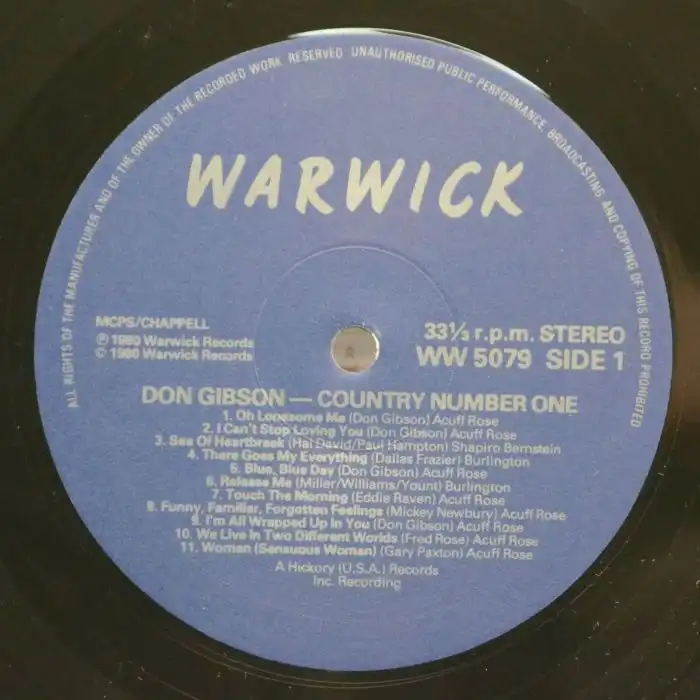 ALL RIGHTS OF THE MANUFACTURER AND OF THE OWNER OF THE RECORDED WORK RESERVED UNAUTHORISED PUBLIC PERFORMANCE, BROADCASTING AND COPYING OF THIS RECORD PROHIBITED
WARWICK
MCPS/CHAPPELL
℗ 1980 Warwick Records
© 1980 Warwick Records
33⅓ r.p.m. STEREO
WW 5079 SIDE 1
DON GIBSON — COUNTRY NUMBER ONE
1. Oh Lonesome Me (Don Gibson) Acuff Rose
2. I Can't Stop Loving You (Don Gibson) Acuff Rose
3. Sea Of Heartbreak (Hal David/Paul Hampton) Shapiro Bernstein
4. There Goes My Everything (Dallas Frazier) Burlington
5. Blue, Blue Day (Don Gibson) Acuff Rose
6. Release Me (Miller/Williams/Yount) Burlington
7. Touch The Morning (Eddie Raven) Acuff Rose
8. Funny, Familiar, Forgotten Feelings (Mickey Newbury) Acuff Rose
9. I'm All Wrapped Up In You (Don Gibson) Acuff Rose
10. We Live In Two Different Worlds (Fred Rose) Acuff Rose
11. Woman (Sensuous Woman) (Gary Paxton) Acuff Rose
A Hickory (U.S.A.) Records
Inc. Recording